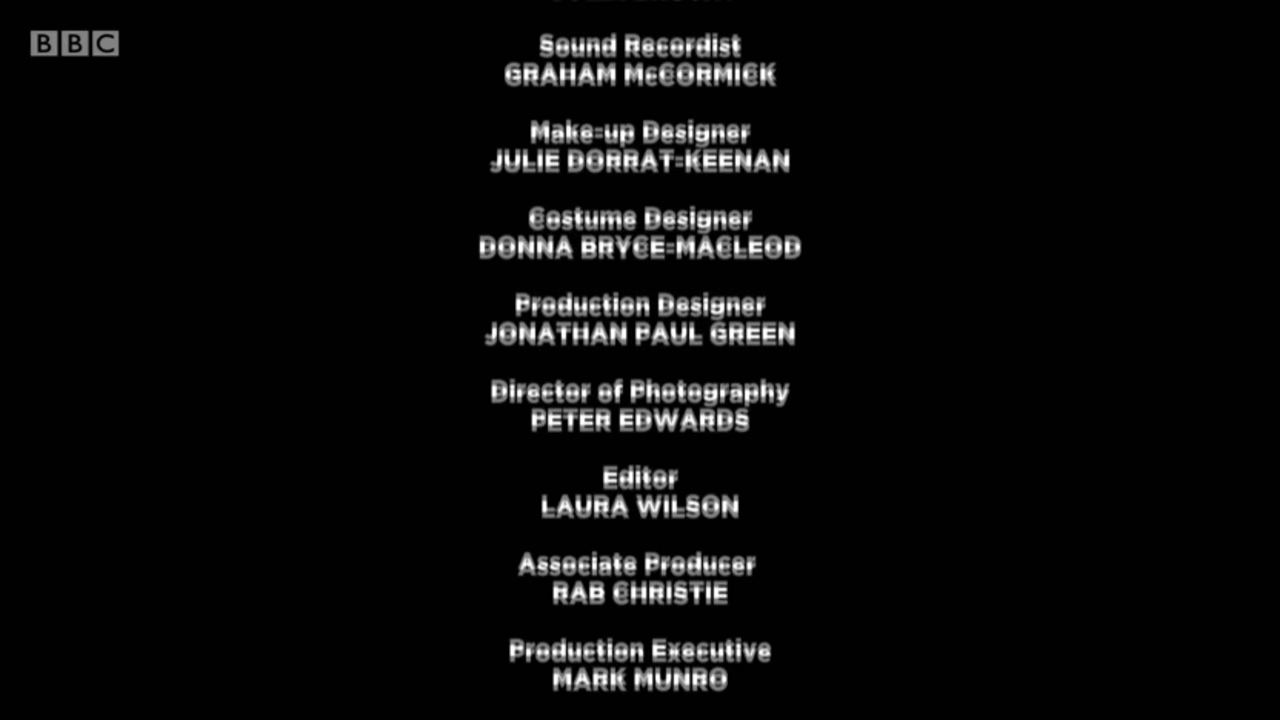 BBC
Sound Recordist
GRAHAM McCORMICK
Make-up Designer
JULIE DORRAT-KEENAN
Costume Designer
DONNA BRYCE-MACLEOD
Production Designer
JONATHAN PAUL GREEN
Director of Photography
PETER EDWARDS
Editor
LAURA WILSON
Associate Producer
RAB CHRISTIE
Production Executive
MARK MUNRO